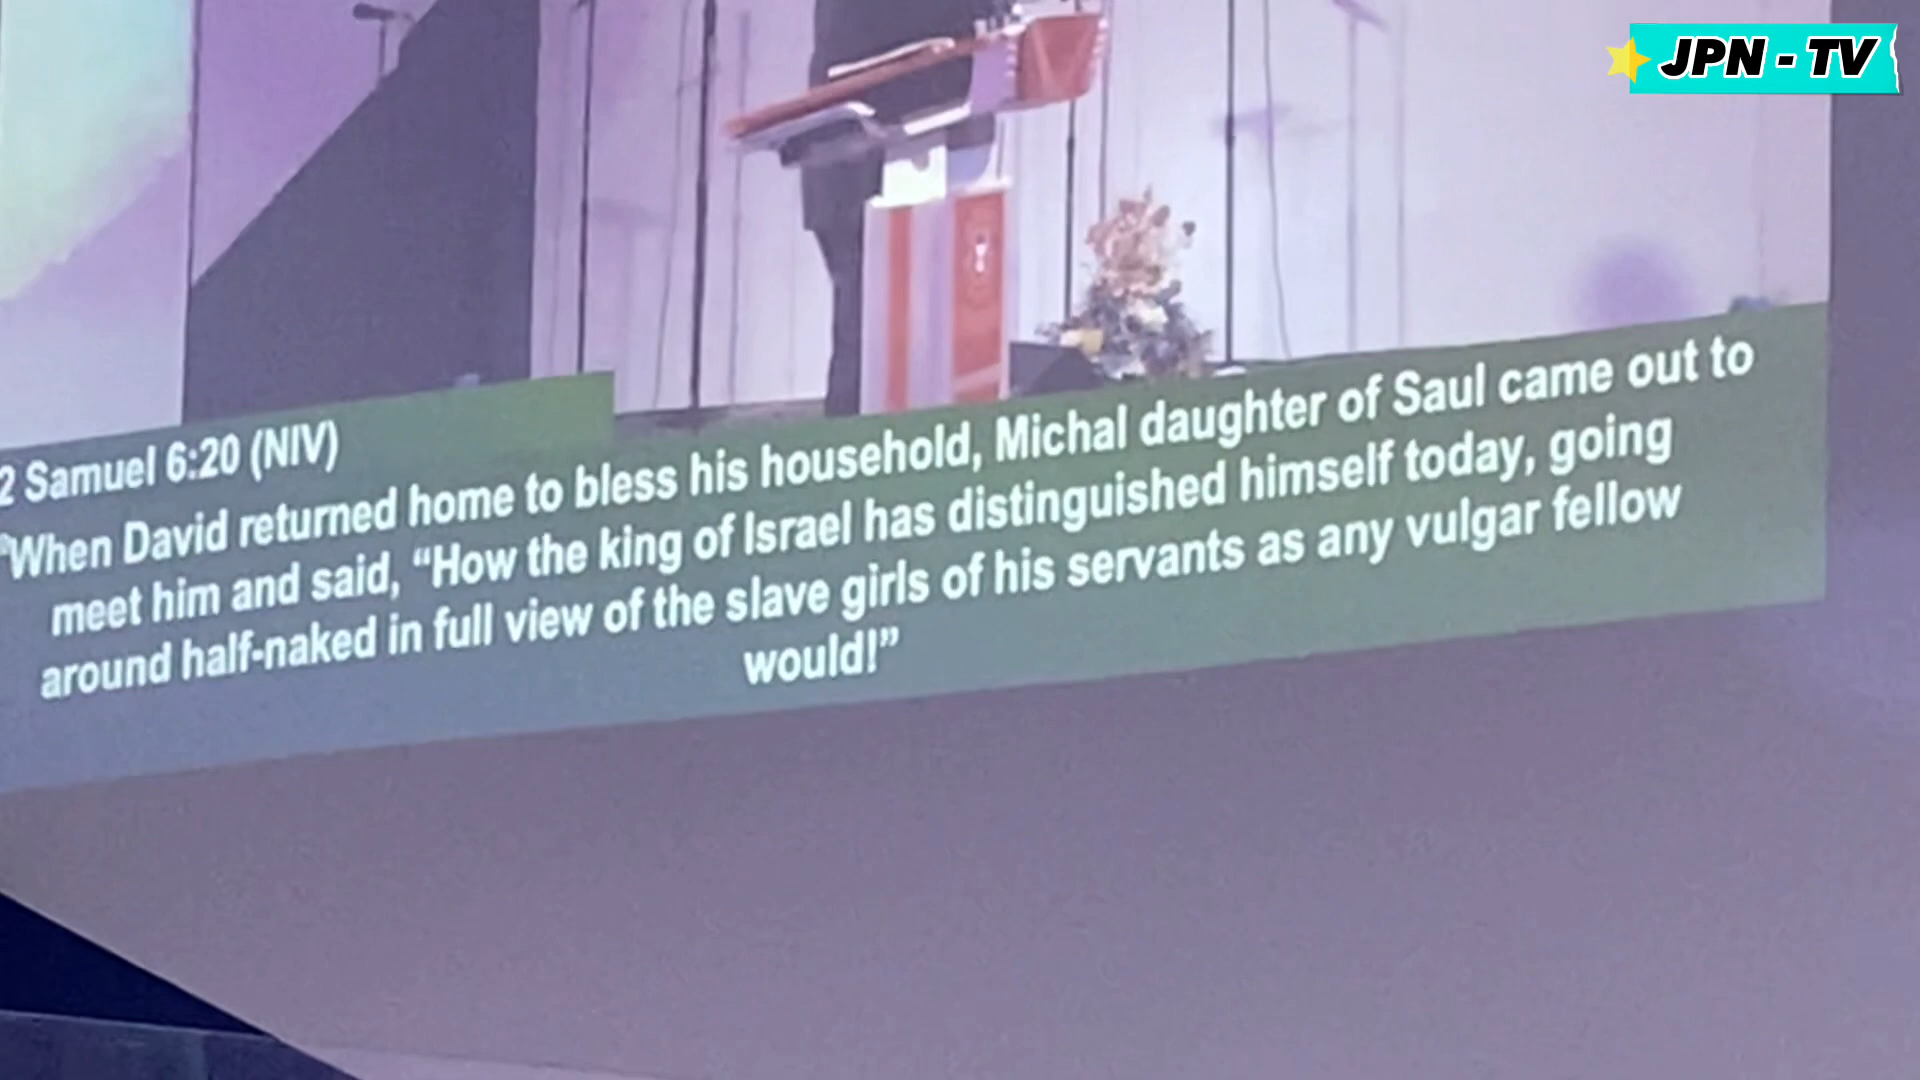 JPN - TV
2 Samuel 6:20 (NIV)
"When David returned home to bless his household, Michal daughter of Saul came out to
meet him and said, “How the king of Israel has distinguished himself today, going
around half-naked in full view of the slave girls of his servants as any vulgar fellow
would!”